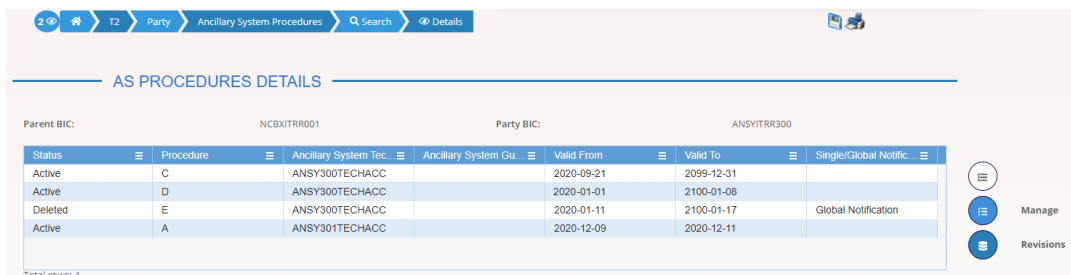 2 T2 Party Ancillary System Procedures Search Details
AS PROCEDURES DETAILS
Parent BIC: NCBXITRR001 Party BIC: ANSYITRR300
Status Procedure Ancillary System Tec... Ancillary System Gu... Valid From Valid To Single/Global Notific...
Active C ANSY300TECHACC 2020-09-21 2099-12-31
Active D ANSY300TECHACC 2020-01-01 2100-01-08
Deleted E ANSY300TECHACC 2020-01-11 2100-01-17 Global Notification
Active A ANSY301TECHACC 2020-12-09 2020-12-11
Manage
Revisions
Total rows: 4